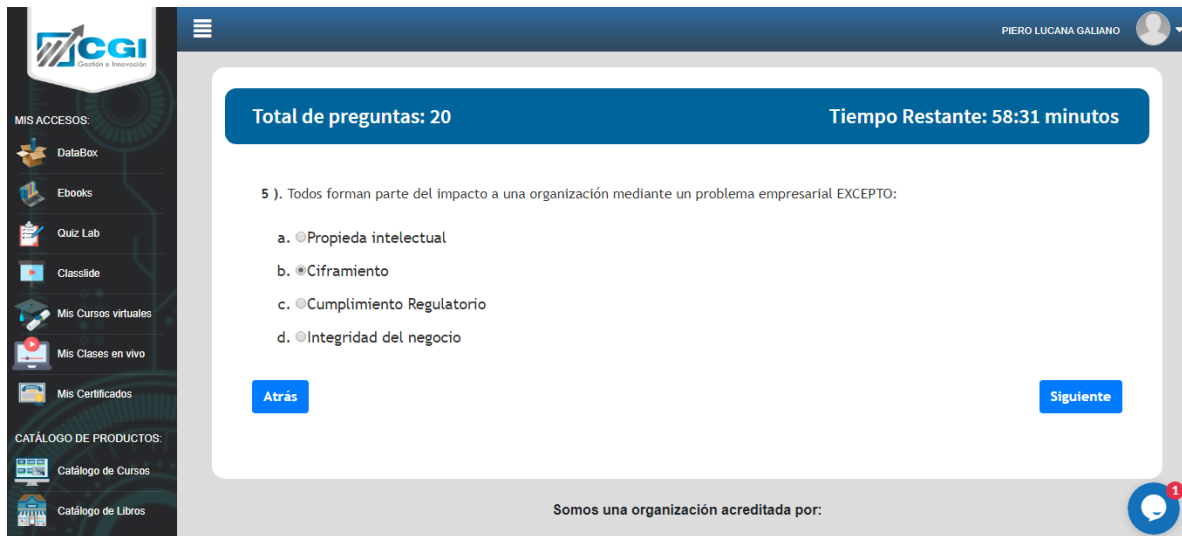 CGI
Gestión e Innovación
PIERO LUCANA GALIANO
MIS ACCESOS:
DataBox
Ebooks
Quiz Lab
Classlide
Mis Cursos virtuales
Mis Clases en vivo
Mis Certificados
CATÁLOGO DE PRODUCTOS:
Catálogo de Cursos
Catálogo de Libros
Total de preguntas: 20
Tiempo Restante: 58:31 minutos
5 ). Todos forman parte del impacto a una organización mediante un problema empresarial EXCEPTO:
a. Propieda intelectual
b. Ciframiento
c. Cumplimiento Regulatorio
d. Integridad del negocio
Atrás
Siguiente
Somos una organización acreditada por:
1